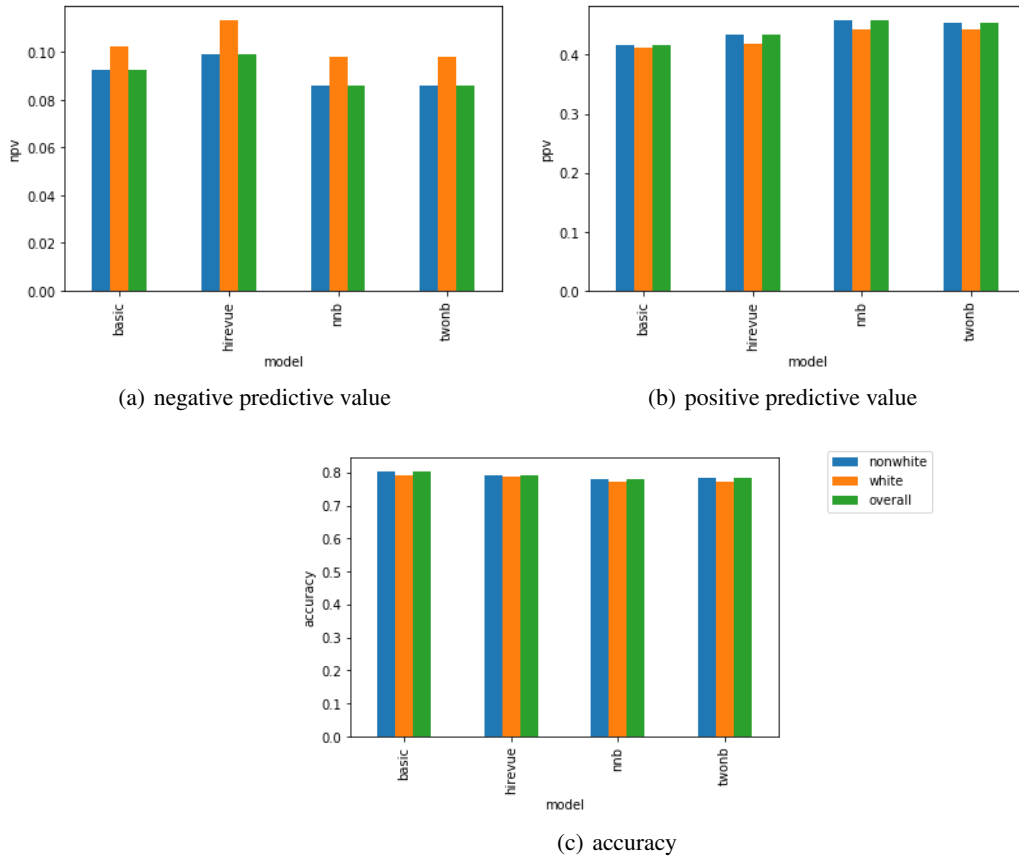 0.10
0.08
0.06
0.04
0.02
0.00
npv
basic
hirevue
nnb
twonb
model
(a) negative predictive value
0.4
0.3
0.2
0.1
0.0
ppv
basic
hirevue
nnb
twonb
model
(b) positive predictive value
0.8
0.7
0.6
0.5
0.4
0.3
0.2
0.1
0.0
accuracy
basic
hirevue
nnb
twonb
model
nonwhite
white
overall
(c) accuracy